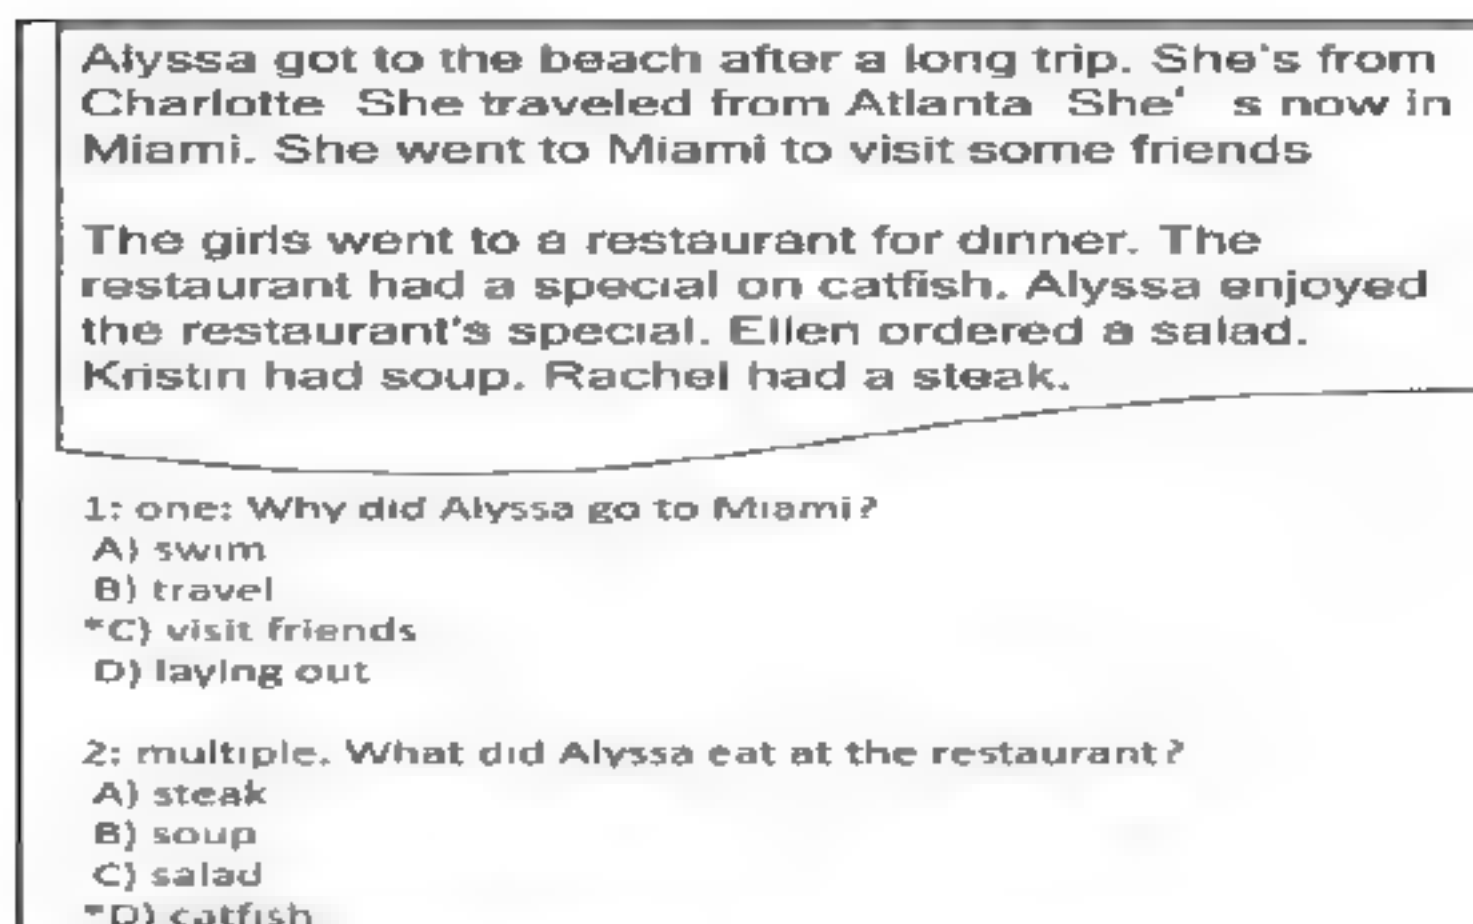 Alyssa got to the beach after a long trip. She's from
Charlotte  She traveled from Atlanta  She'  s now in
Miami. She went to Miami to visit some friends
The girls went to a restaurant for dinner. The
restaurant had a special on catfish. Alyssa enjoyed
the restaurant's special. Ellen ordered a salad.
Kristin had soup. Rachel had a steak.
1: one: Why did Alyssa go to Miami?
A) swim
B) travel
*C) visit friends
D) laying out
2: multiple. What did Alyssa eat at the restaurant?
A) steak
B) soup
C) salad
*D) catfish